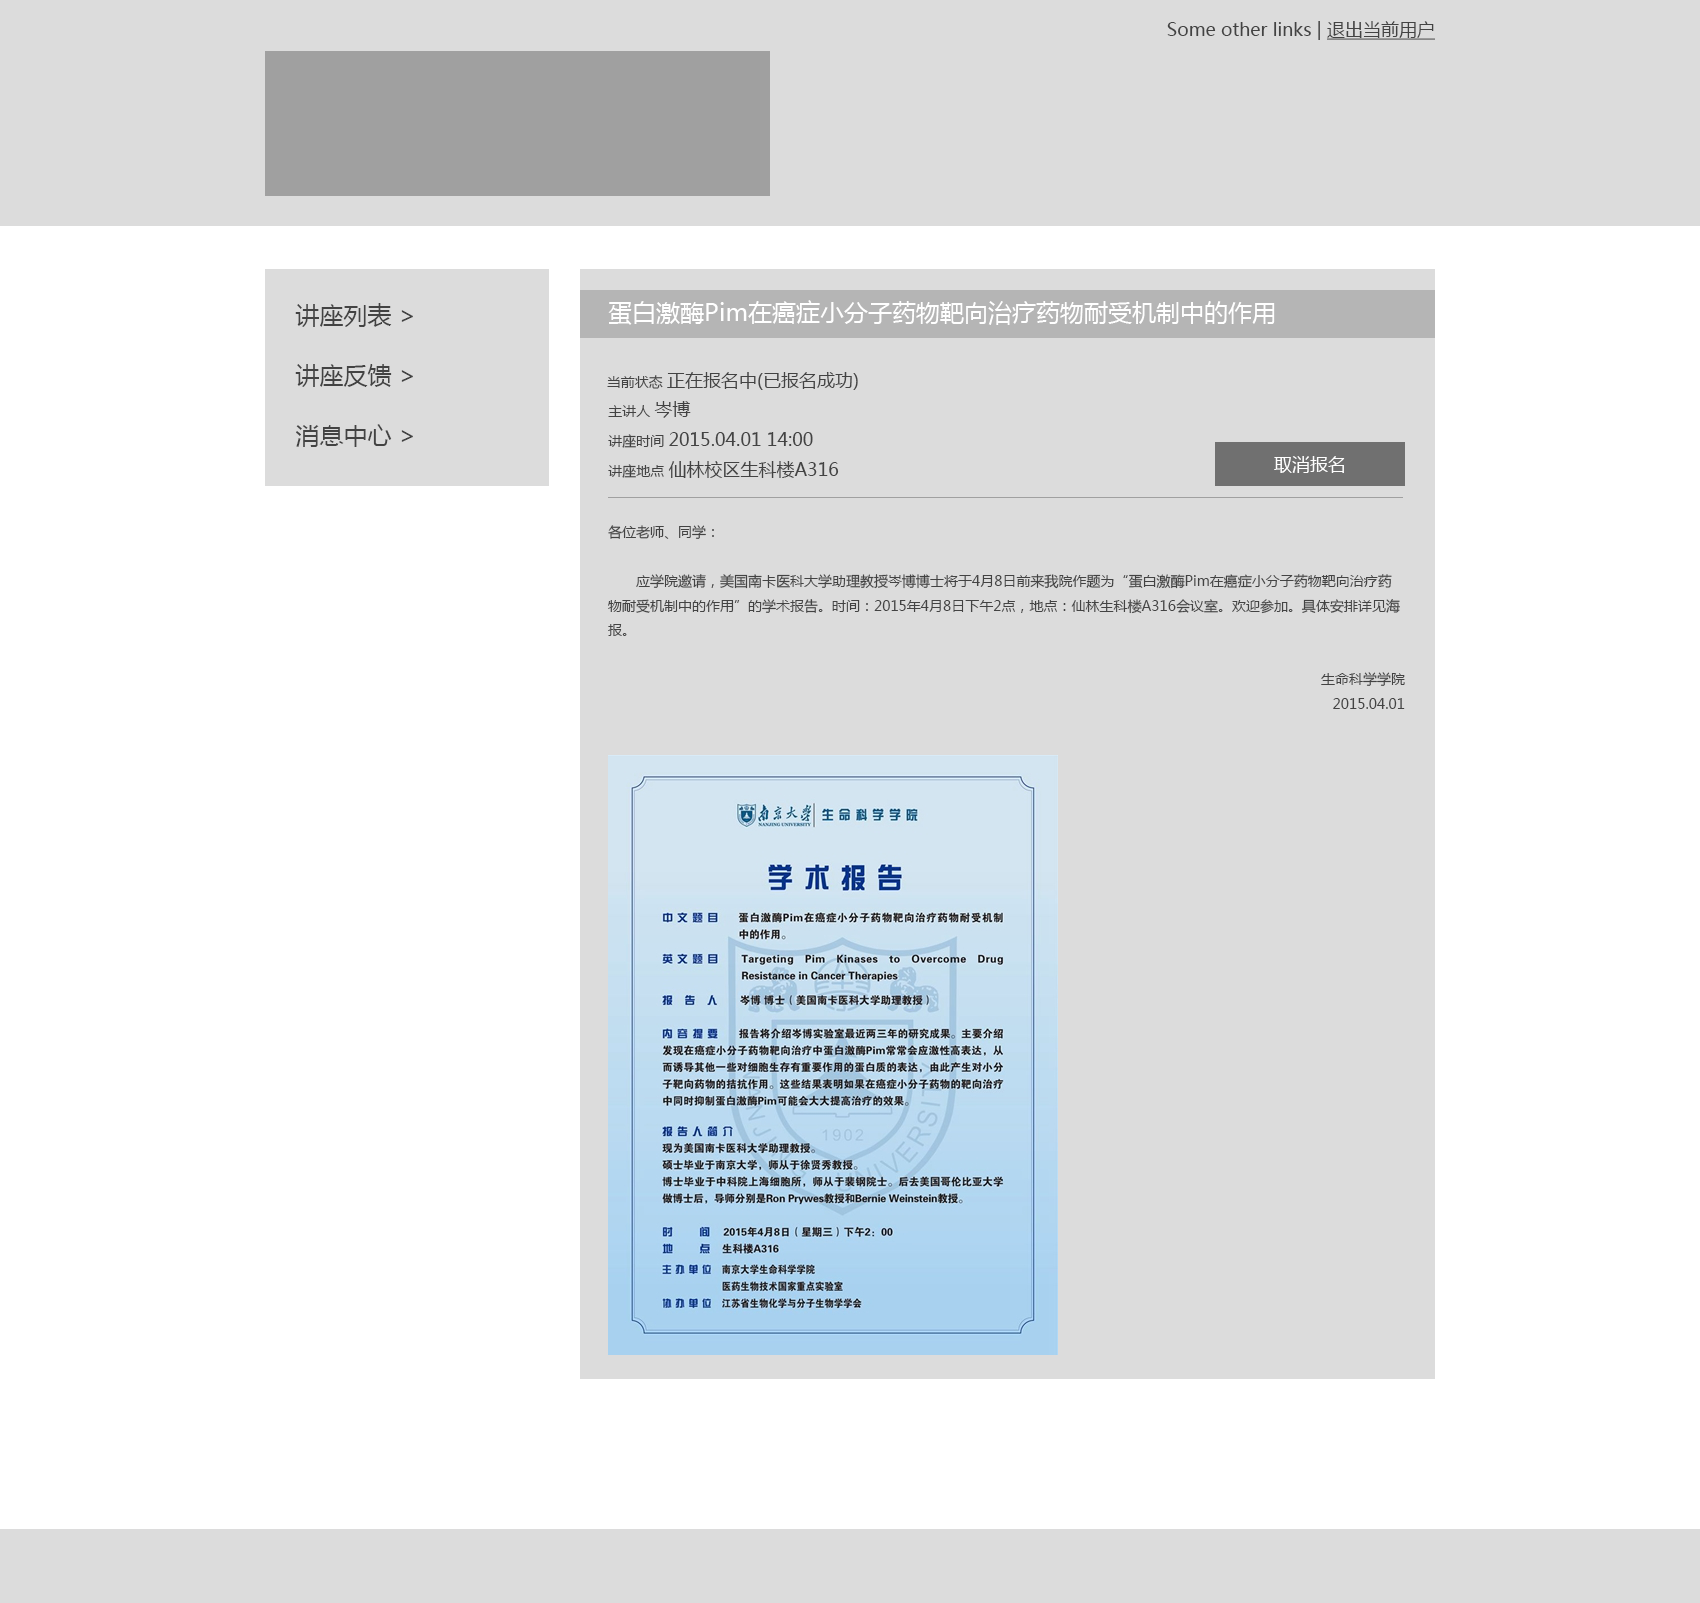 Some other links | 退出当前用户
讲座列表 >
讲座反馈 >
消息中心 >
蛋白激酶Pim在癌症小分子药物靶向治疗药物耐受机制中的作用
当前状态 正在报名中(已报名成功)
主讲人 岑博
讲座时间 2015.04.01 14:00
讲座地点 仙林校区生科楼A316
取消报名
各位老师、同学：
应学院邀请，美国南卡医科大学助理教授岑博博士将于4月8日前来我院作题为“蛋白激酶Pim在癌症小分子药物靶向治疗药
物耐受机制中的作用”的学术报告。时间：2015年4月8日下午2点，地点：仙林生科楼A316会议室。欢迎参加。具体安排详见海
报。
生命科学学院
2015.04.01
南京大学 生命科学学院
NANJING UNIVERSITY
学术报告
中文题目 蛋白激酶Pim在癌症小分子药物靶向治疗药物耐受机制
中的作用。
英文题目 Targeting Pim Kinases to Overcome Drug
Resistance in Cancer Therapies
报告人 岑博 博士（美国南卡医科大学助理教授）
内容提要 报告将介绍岑博实验室最近两三年的研究成果。主要介绍
发现在癌症小分子药物靶向治疗中蛋白激酶Pim常常会应激性高表达，从
而诱导其他一些对细胞生存有重要作用的蛋白质的表达，由此产生对小分
子靶向药物的拮抗作用。这些结果表明如果在癌症小分子药物的靶向治疗
中同时抑制蛋白激酶Pim可能会大大提高治疗的效果。
报告人简介
现为美国南卡医科大学助理教授。
硕士毕业于南京大学，师从于徐贤秀教授。
博士毕业于中科院上海细胞所，师从于裴钢院士。后去美国哥伦比亚大学
做博士后，导师分别是Ron Prywes教授和Bernie Weinstein教授。
时间 2015年4月8日（星期三）下午2：00
地点 生科楼A316
主办单位 南京大学生命科学学院
医药生物技术国家重点实验室
协办单位 江苏省生物化学与分子生物学学会
1902
NANJING UNIVERSITY